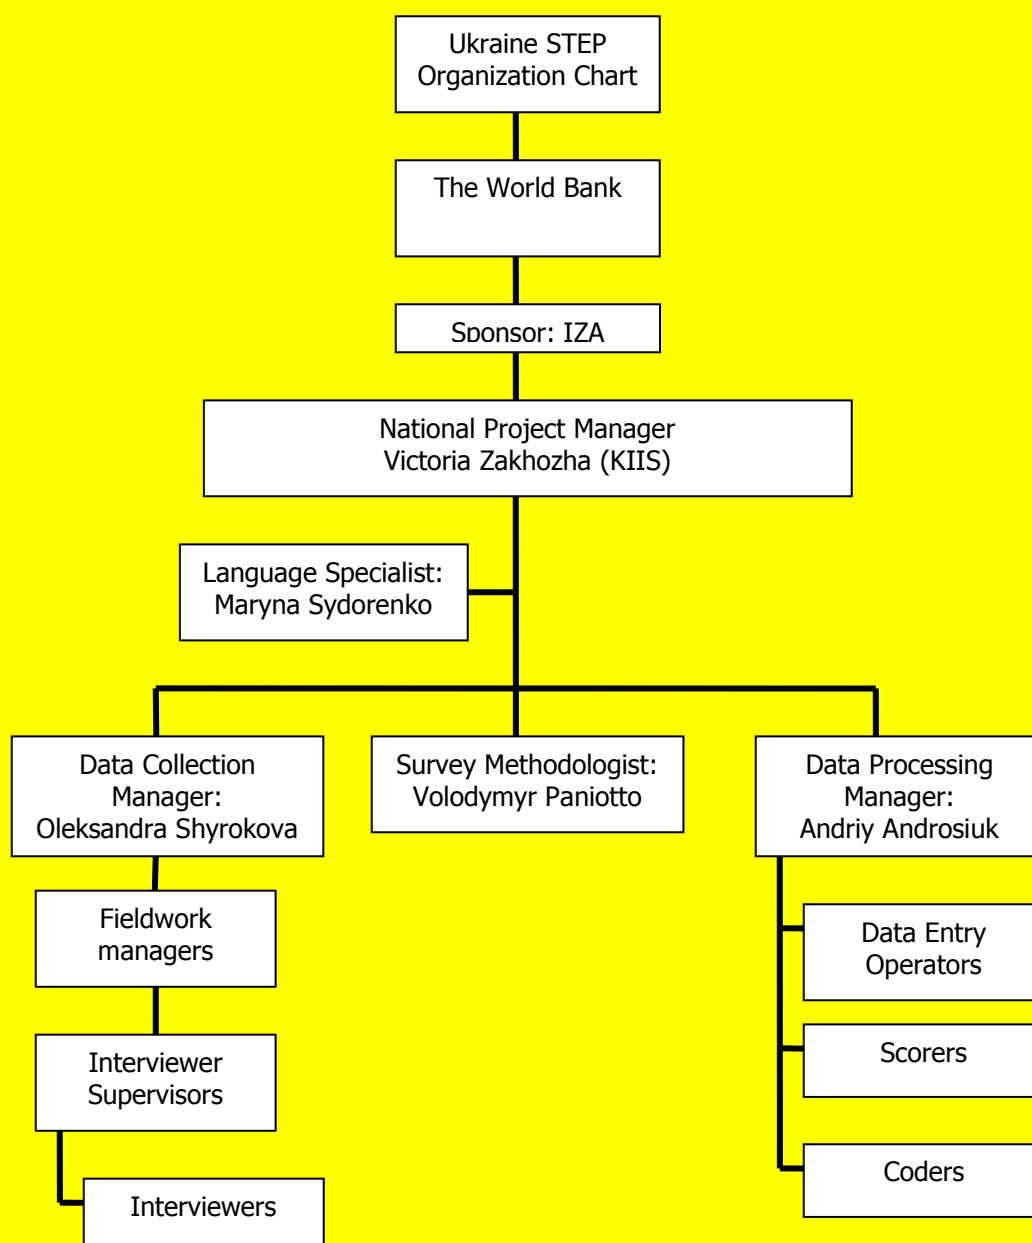 Ukraine STEP
Organization Chart
The World Bank
Sponsor: IZA
National Project Manager
Victoria Zakhozha (KIIS)
Language Specialist:
Maryna Sydorenko
Data Collection
Manager:
Oleksandra Shyrokova
Survey Methodologist:
Volodymyr Paniotto
Data Processing
Manager:
Andriy Androsiuk
Fieldwork
managers
Interviewer
Supervisors
Interviewers
Data Entry
Operators
Scorers
Coders